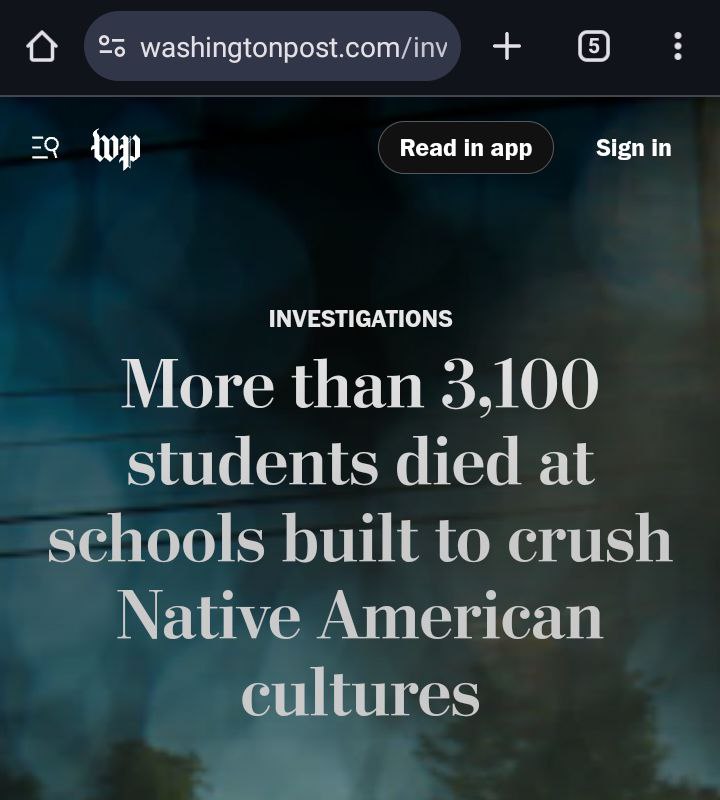 washingtonpost.com/inv
5
wp
Read in app
Sign in
INVESTIGATIONS
More than 3,100
students died at
schools built to crush
Native American
cultures